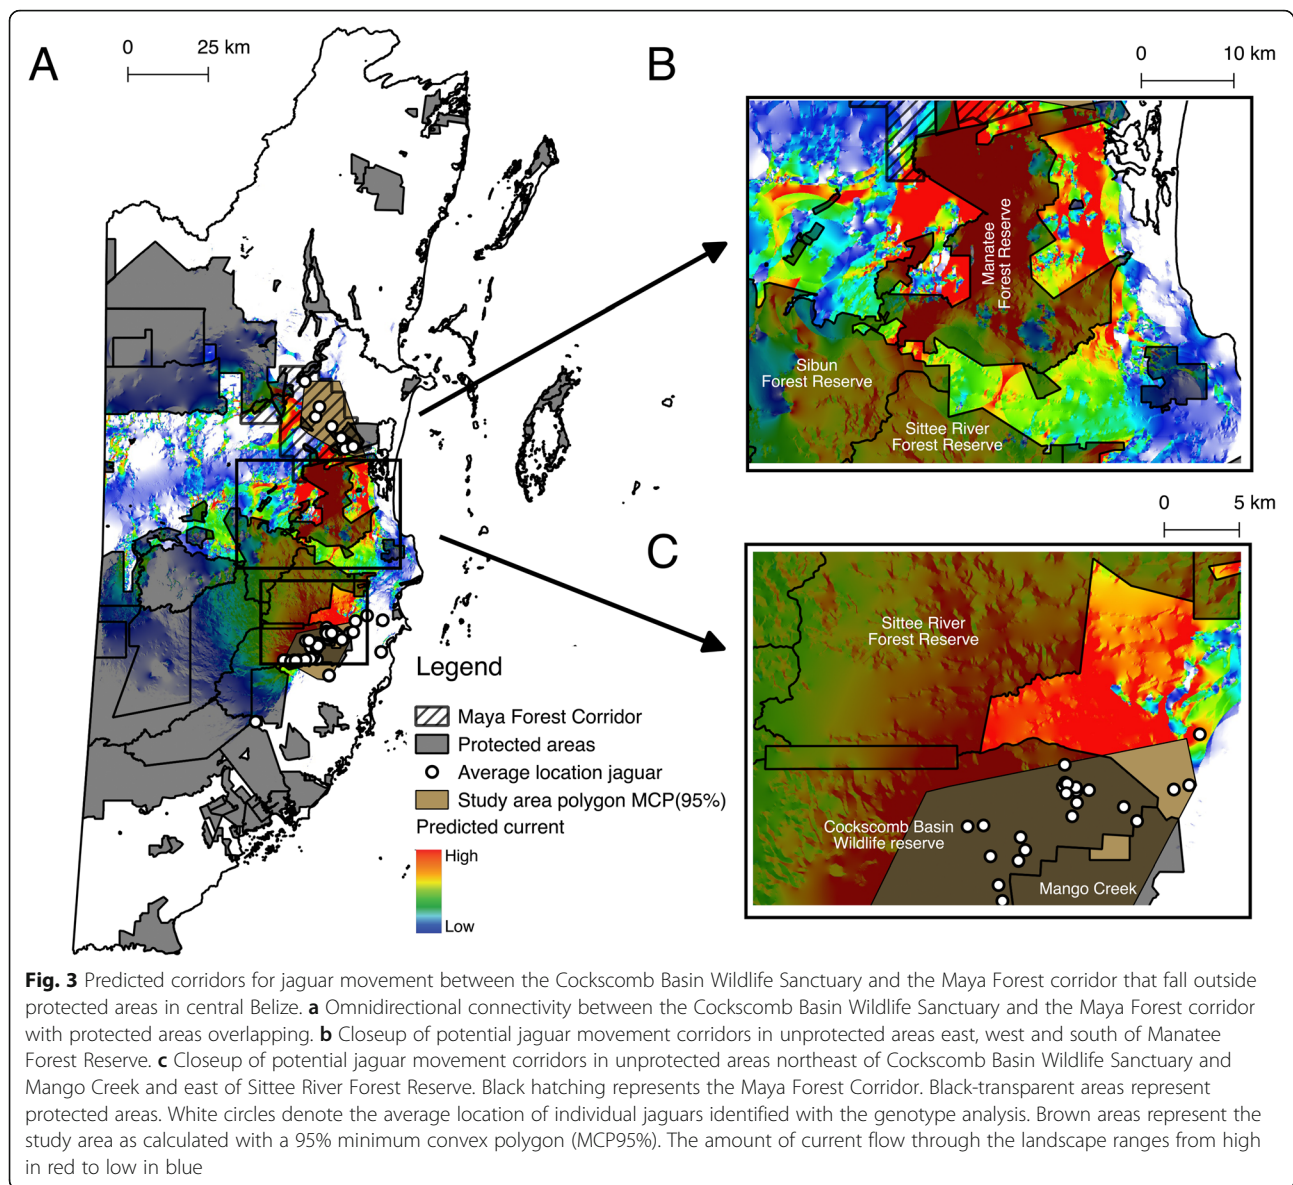 A
0 25 km
B
0 10 km
Manatee
Forest Reserve
Sibun
Forest Reserve
Sittee River
Forest Reserve
C
0 5 km
Sittee River
Forest Reserve
Cockscomb Basin
Wildlife reserve
Mango Creek
Legend
Maya Forest Corridor
Protected areas
Average location jaguar
Study area polygon MCP(95%)
Predicted current
High
Low
Fig. 3 Predicted corridors for jaguar movement between the Cockscomb Basin Wildlife Sanctuary and the Maya Forest corridor that fall outside
protected areas in central Belize. a Omnidirectional connectivity between the Cockscomb Basin Wildlife Sanctuary and the Maya Forest corridor
with protected areas overlapping. b Closeup of potential jaguar movement corridors in unprotected areas east, west and south of Manatee
Forest Reserve. c Closeup of potential jaguar movement corridors in unprotected areas northeast of Cockscomb Basin Wildlife Sanctuary and
Mango Creek and east of Sittee River Forest Reserve. Black hatching represents the Maya Forest Corridor. Black-transparent areas represent
protected areas. White circles denote the average location of individual jaguars identified with the genotype analysis. Brown areas represent the
study area as calculated with a 95% minimum convex polygon (MCP95%). The amount of current flow through the landscape ranges from high
in red to low in blue